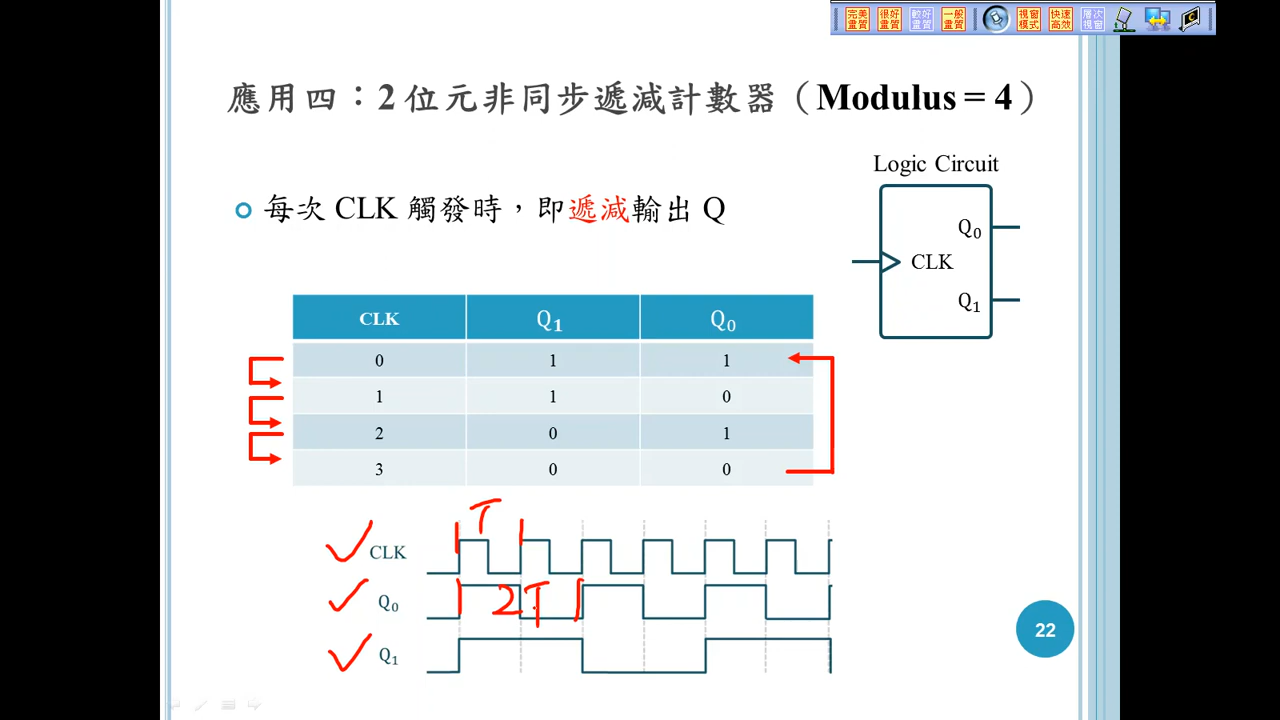 完美畫質 很好畫質 較好畫質 一般畫質 視窗模式 快速高效 層次視窗
應用四：2 位元非同步遞減計數器（Modulus = 4）
每次 CLK 觸發時，即遞減輸出 Q
Logic Circuit
Q₀
CLK
Q₁
CLK Q₁ Q₀
0 1 1
1 1 0
2 0 1
3 0 0
T
CLK
Q₀ 2T
Q₁
22